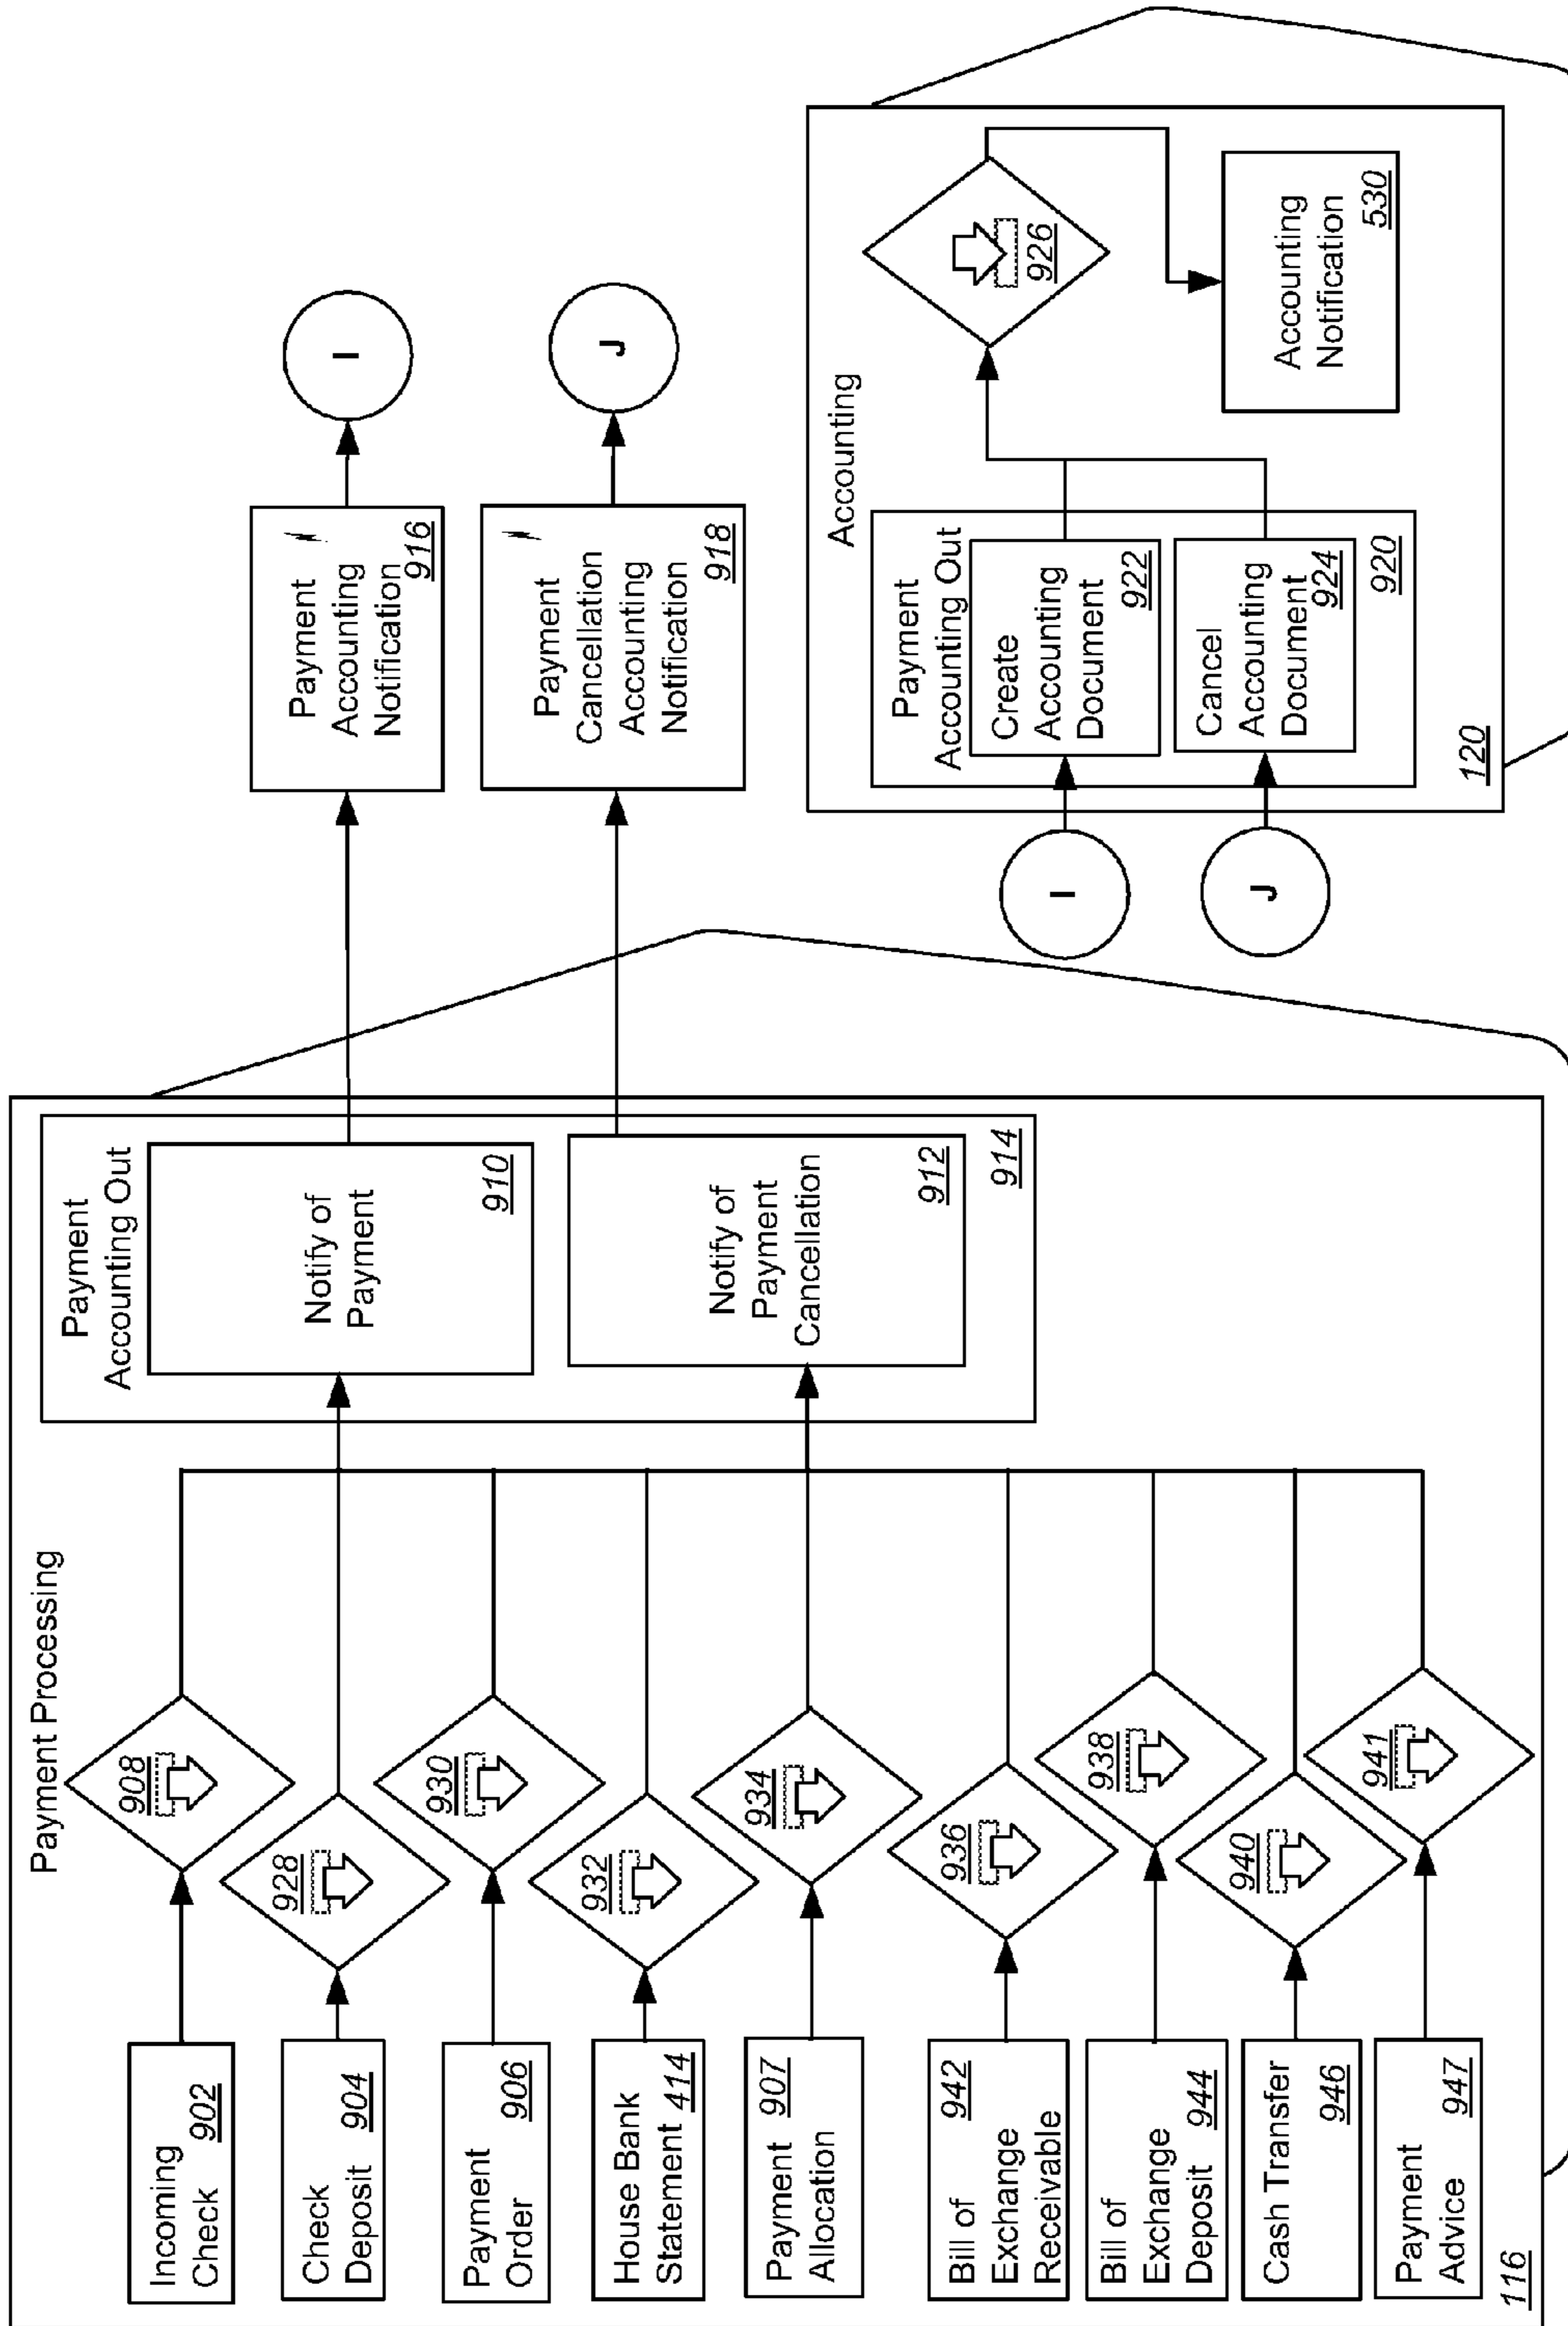 Payment Processing
Incoming
Check 902
Check
Deposit 904
Payment
Order 906
House Bank
Statement 414
Payment 907
Allocation
Bill of 942
Exchange
Receivable
Bill of
Exchange
Deposit 944
Cash Transfer
946
Payment
Advice 947
116
908
928
930
932
934
936
938
940
941
Payment
Accounting Out
Notify of
Payment
910
Notify of
Payment
Cancellation
912
914
Payment
Accounting
Notification
916
Payment
Cancellation
Accounting
Notification
918
I
J
I
J
Accounting
Payment
Accounting Out
Create
Accounting
Document
922
Cancel
Accounting
Document
924
920
120
926
Accounting
Notification
530